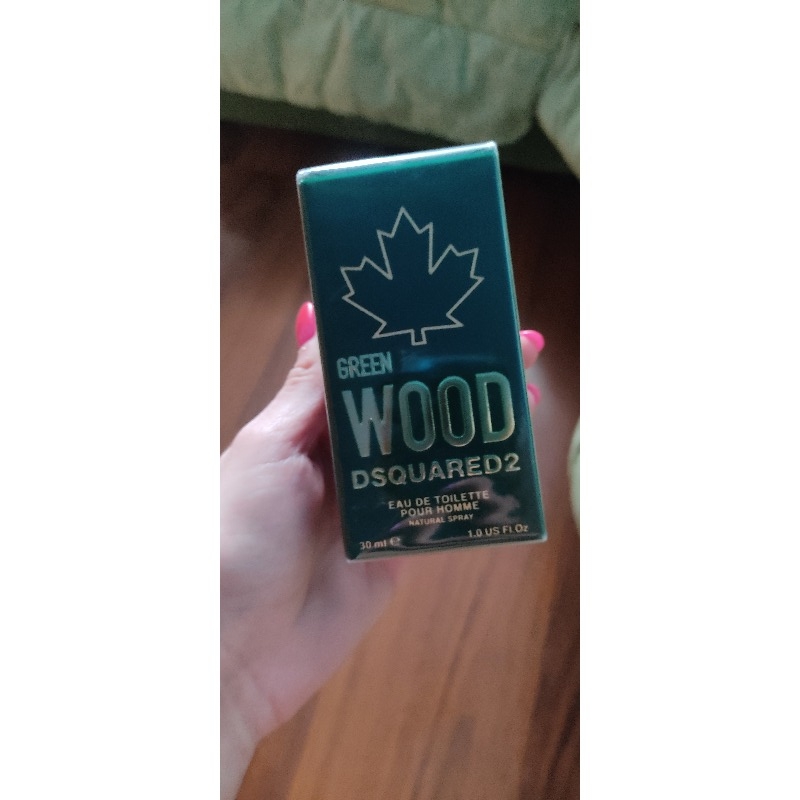 GREEN
WOOD
DSQUARED2
EAU DE TOILETTE
POUR HOMME
NATURAL SPRAY
30 ml ℮ 1.0 US Fl.Oz